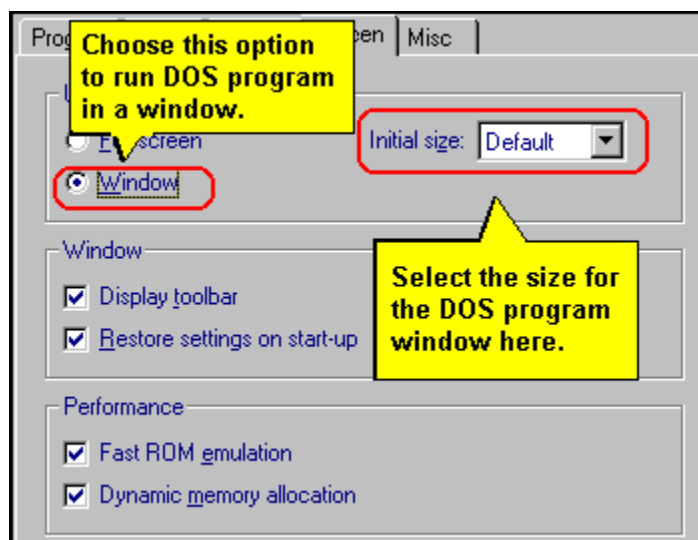 Choose this option
to run DOS program
in a window.
Misc
Initial size: Default
Window
Window
Display toolbar
Restore settings on start-up
Select the size for
the DOS program
window here.
Performance
Fast ROM emulation
Dynamic memory allocation